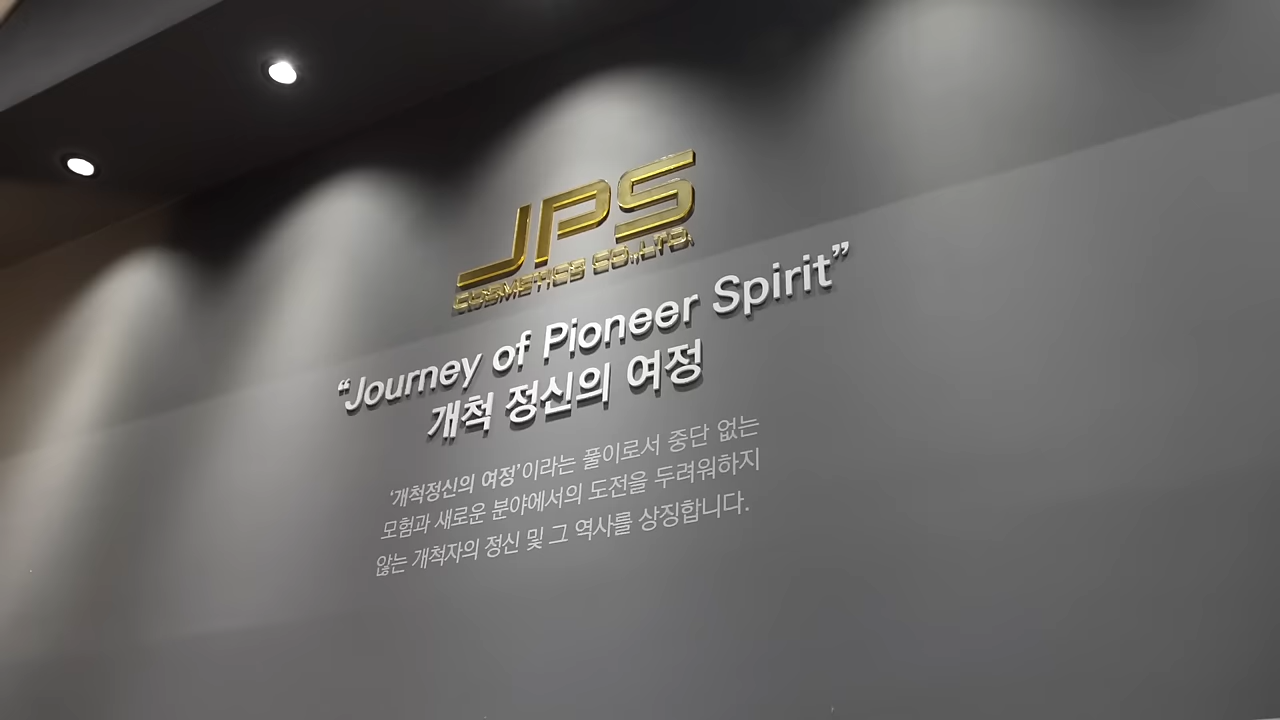 JPS
COSMETICS CO.,LTD.
“Journey of Pioneer Spirit”
개척 정신의 여정
‘개척정신의 여정’이라는 풀이로서 중단 없는
모험과 새로운 분야에서의 도전을 두려워하지
않는 개척자의 정신 및 그 역사를 상징합니다.